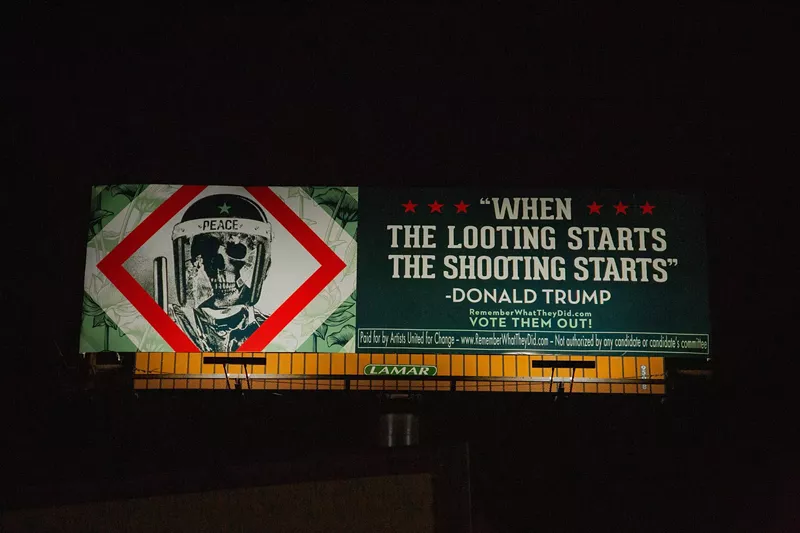 PEACE
"WHEN
THE LOOTING STARTS
THE SHOOTING STARTS"
-DONALD TRUMP
RememberWhatTheyDid.com
VOTE THEM OUT!
Paid for by Artists United for Change - www.RememberWhatTheyDid.com - Not authorized by any candidate or candidate's committee
LAMAR